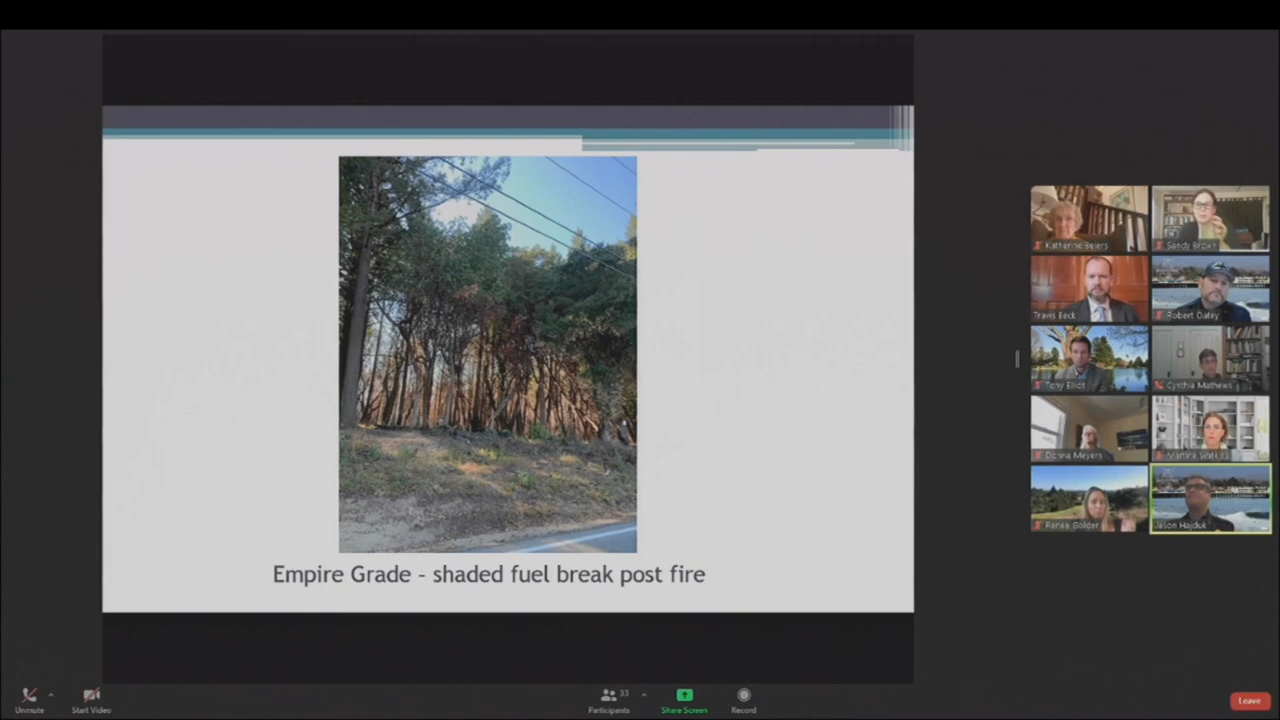 Empire Grade - shaded fuel break post fire
Katherine Beiers
Sandy Brown
Travis Beck
Robert Oatey
Tony Elliot
Cynthia Mathews
Donna Meyers
Martine Watkins
Renee Golder
Jason Hajduk
Unmute
Start Video
Participants
33
Share Screen
Record
Leave